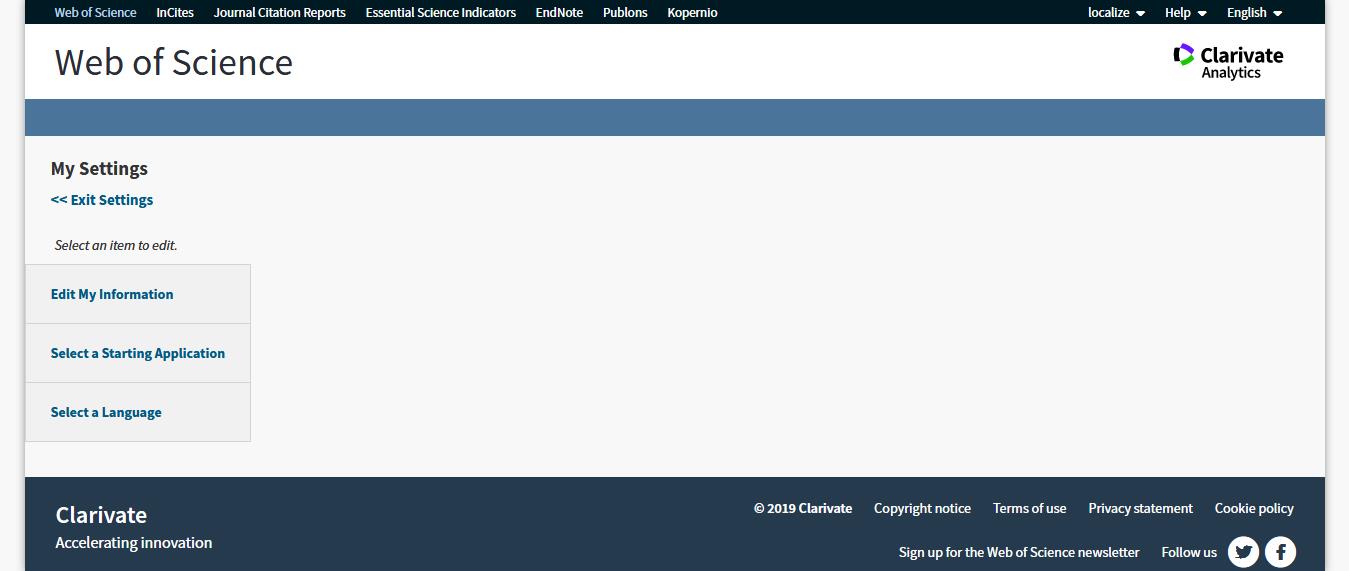 Web of Science InCites Journal Citation Reports Essential Science Indicators EndNote Publons Kopernio localize Help English
Web of Science
Clarivate
Analytics
My Settings
<< Exit Settings
Select an item to edit.
Edit My Information
Select a Starting Application
Select a Language
Clarivate
Accelerating innovation
© 2019 Clarivate Copyright notice Terms of use Privacy statement Cookie policy
Sign up for the Web of Science newsletter Follow us